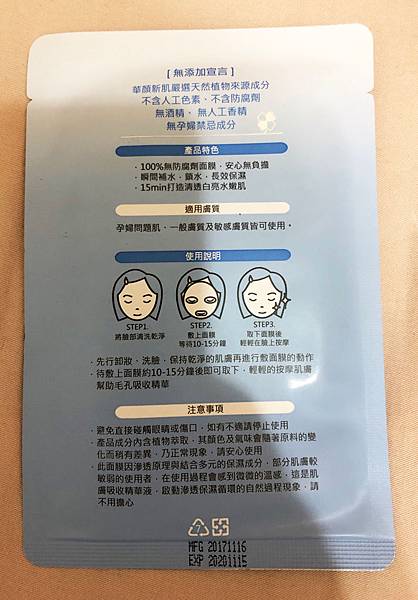 [ 無添加宣言 ]
華顏新肌嚴選天然植物來源成分
不含人工色素、不含防腐劑
無酒精、無人工香精
無孕婦禁忌成分
產品特色
· 100%無防腐劑面膜，安心無負擔
· 瞬間補水，鎖水，長效保濕
· 15min打造清透白亮水嫩肌
適用膚質
孕婦問題肌、一般膚質及敏感膚質皆可使用。
使用說明
STEP1. STEP2. STEP3.
將臉部清洗乾淨 敷上面膜 取下面膜後
等待10-15分鐘 輕輕在臉上按摩
· 先行卸妝、洗臉，保持乾淨的肌膚再進行敷面膜的動作
· 待敷上面膜約10-15分鐘後即可取下，輕輕的按摩肌膚
幫助毛孔吸收精華
注意事項
· 避免直接碰觸眼睛或傷口，如有不適請停止使用
· 產品成分內含植物萃取，其顏色及氣味會隨著原料的變
化而稍有差異，乃正常現象，請安心使用
· 此面膜因滲透原理與結合多元的保濕成分，部分肌膚較
敏弱的使用者，在使用過程會感到微微的溫感，這是肌
膚吸收精華液，啟動滲透保濕循環的自然過程現象，請
不用擔心
7
MFG 20171116
EXP 20201115